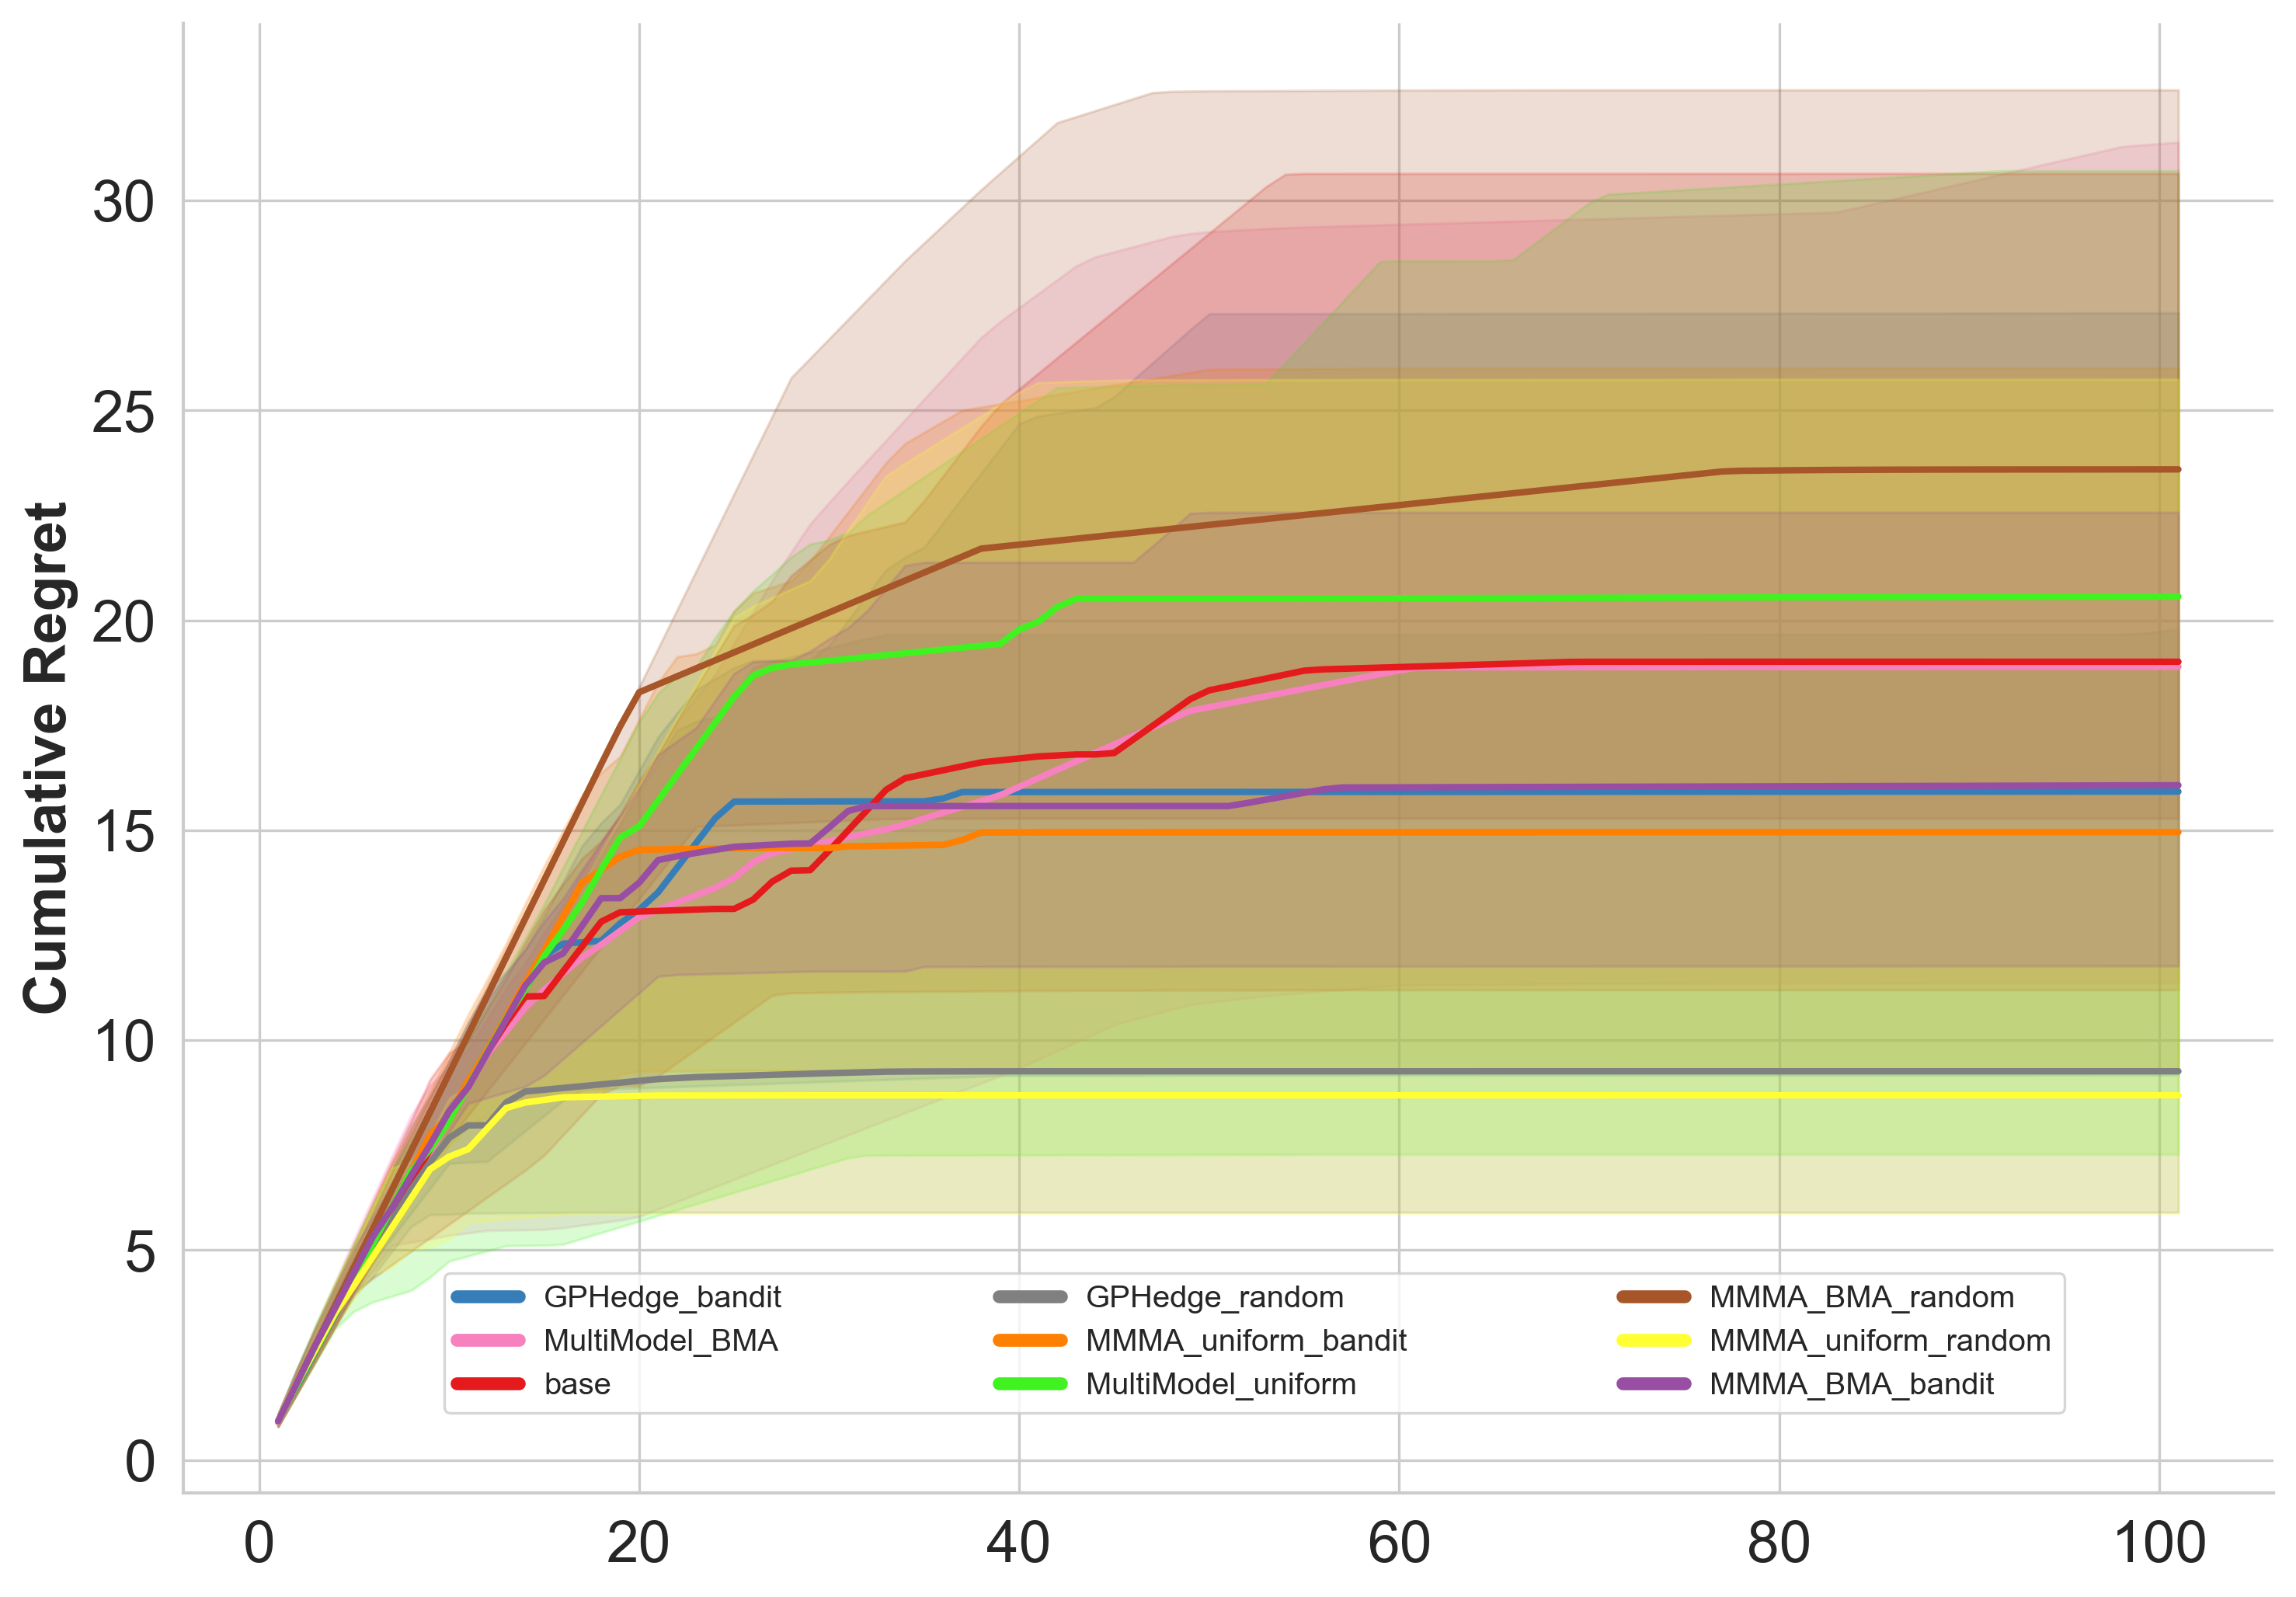 Cumulative Regret
30
25
20
15
10
5
0
GPHedge_bandit
MultiModel_BMA
base
GPHedge_random
MMMA_uniform_bandit
MultiModel_uniform
MMMA_BMA_random
MMMA_uniform_random
MMMA_BMA_bandit
0 20 40 60 80 100